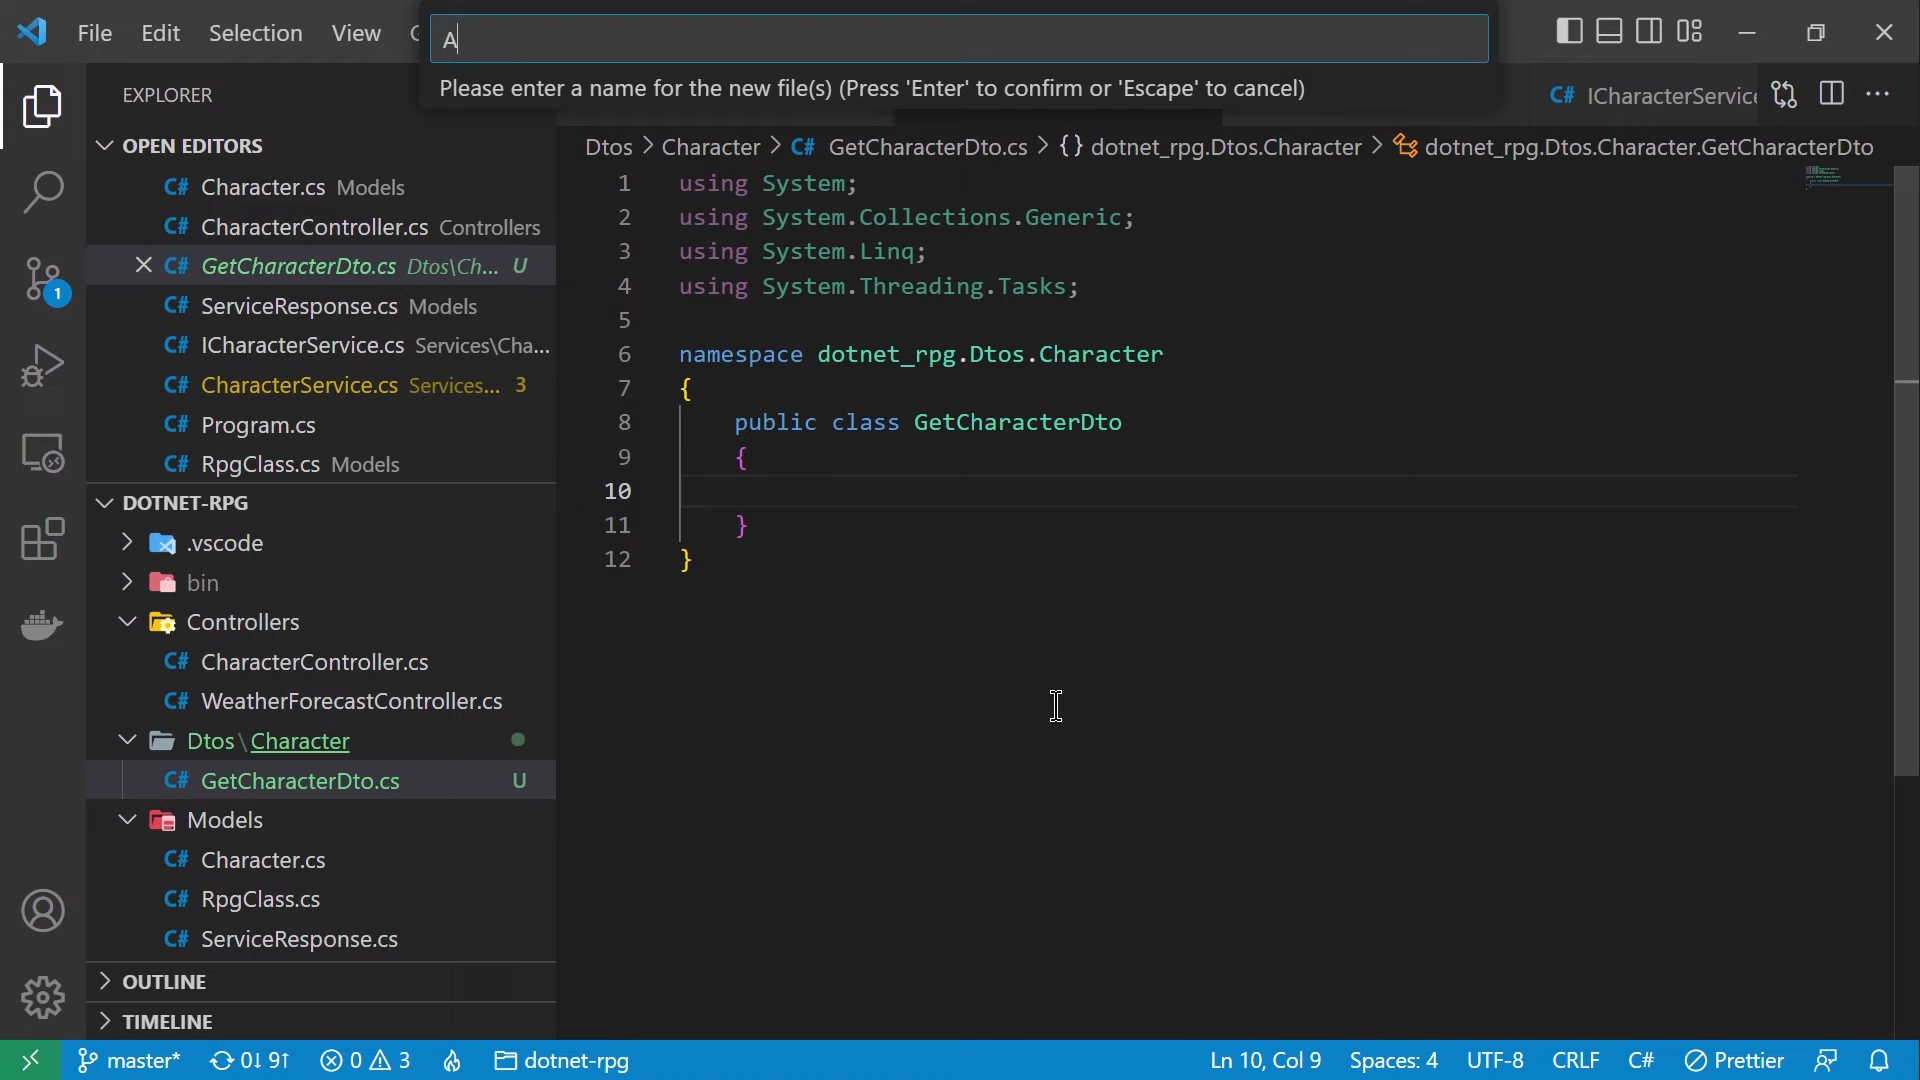 File Edit Selection View
A
Please enter a name for the new file(s) (Press 'Enter' to confirm or 'Escape' to cancel)
EXPLORER
OPEN EDITORS
C# Character.cs Models
C# CharacterController.cs Controllers
C# GetCharacterDto.cs Dtos\Ch... U
C# ServiceResponse.cs Models
C# ICharacterService.cs Services\Cha...
C# CharacterService.cs Services... 3
C# Program.cs
C# RpgClass.cs Models
1
DOTNET-RPG
.vscode
bin
Controllers
C# CharacterController.cs
C# WeatherForecastController.cs
Dtos\Character
C# GetCharacterDto.cs U
Models
C# Character.cs
C# RpgClass.cs
C# ServiceResponse.cs
OUTLINE
TIMELINE
C# ICharacterService
Dtos > Character > C# GetCharacterDto.cs > {} dotnet_rpg.Dtos.Character > dotnet_rpg.Dtos.Character.GetCharacterDto
1 using System;
2 using System.Collections.Generic;
3 using System.Linq;
4 using System.Threading.Tasks;
5
6 namespace dotnet_rpg.Dtos.Character
7 {
8 public class GetCharacterDto
9 {
10
11 }
12 }
master* 0↓ 9↑ 0 3 dotnet-rpg Ln 10, Col 9 Spaces: 4 UTF-8 CRLF C# Prettier